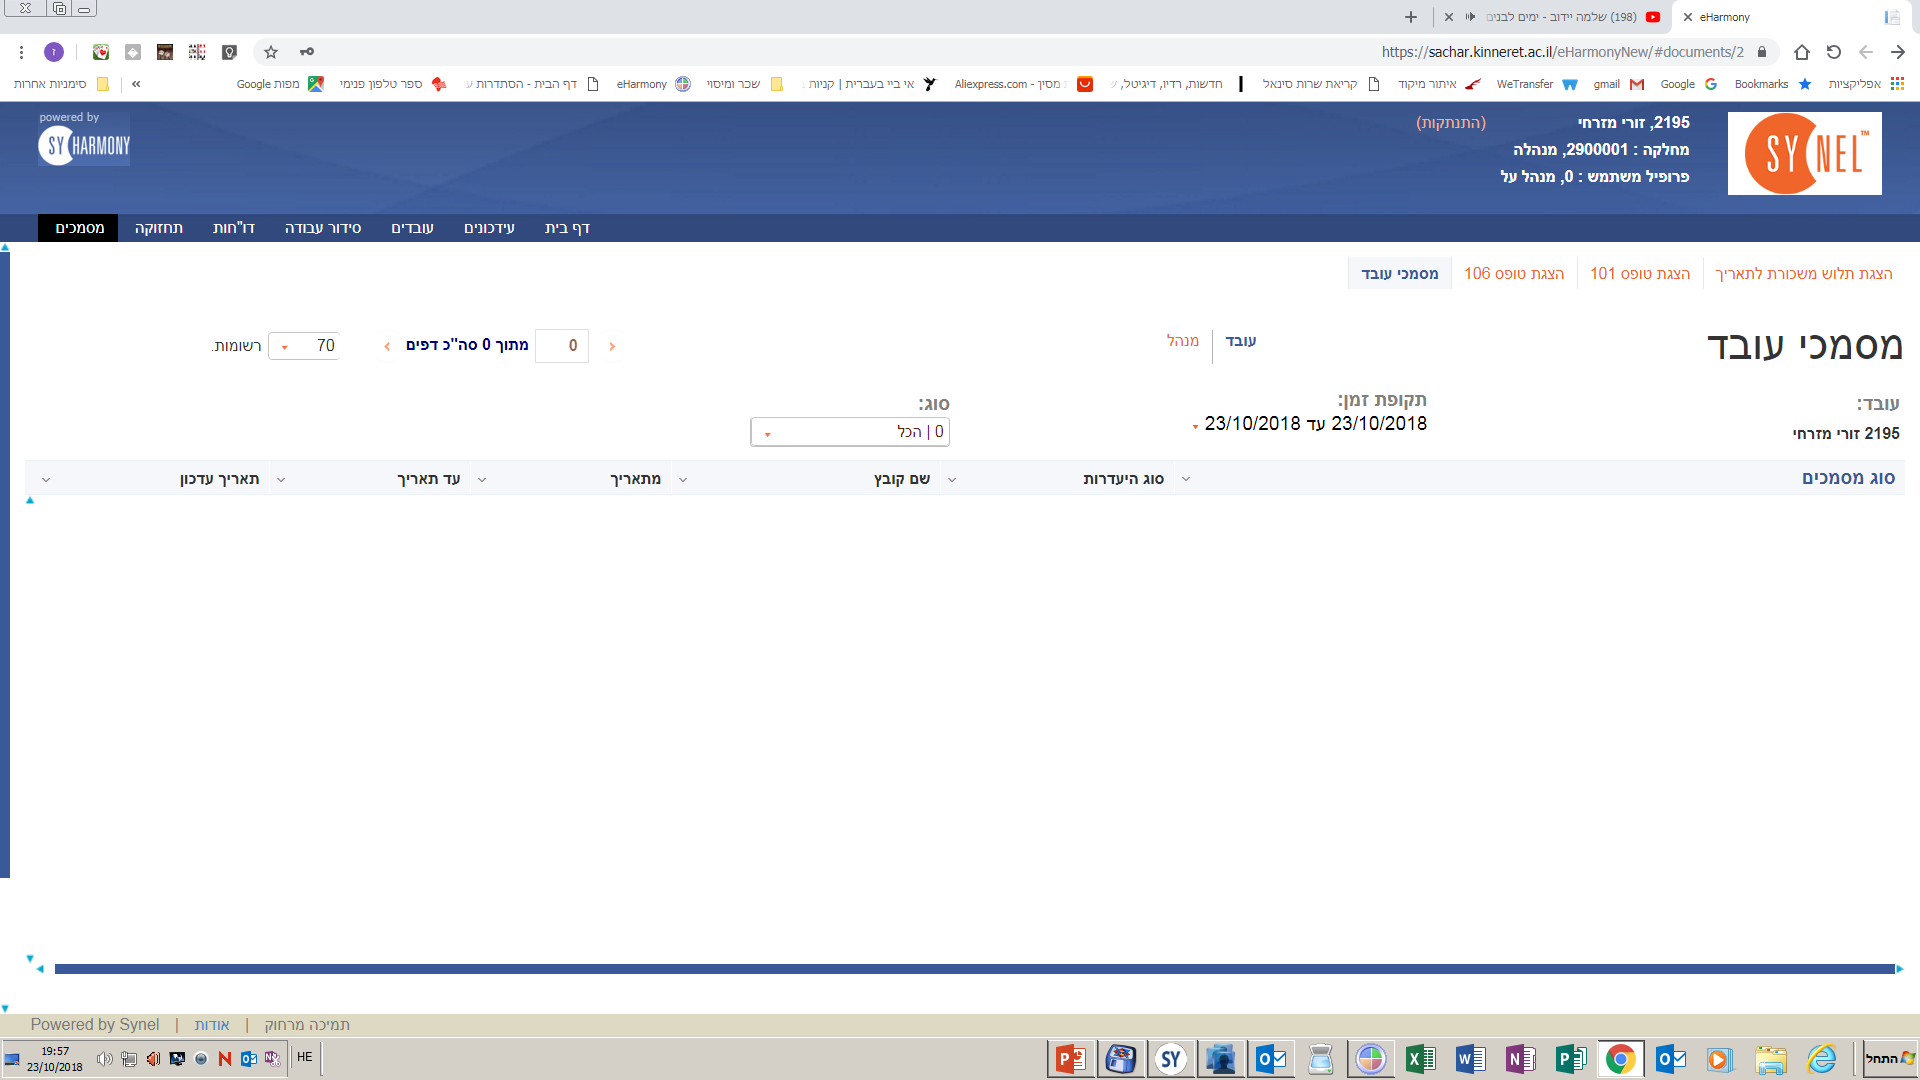 eHarmony
(198) שלמה יידוב - ימים לבנים
https://sachar.kinneret.ac.il/eHarmonyNew/#documents/2
אפליקציות
Bookmarks
Google
gmail
WeTransfer
איתור מיקוד
קריאת שרות סינאל
חדשות, רדיו, דיגיטל,
Aliexpress.com - מסין
אי ביי בעברית | קניות
שכר ומיסוי
eHarmony
דף הבית - הסתדרות
ספר טלפון פנימי
מפות Google
«
סימניות אחרות
SYNEL™
2195, זורי מזרחי
(התנתקות)
מחלקה : 2900001, מנהלה
פרופיל משתמש : 0, מנהל על
powered by
SY HARMONY
דף בית
עידכונים
עובדים
סידור עבודה
דו"חות
תחזוקה
מסמכים
הצגת תלוש משכורת לתאריך
הצגת טופס 101
הצגת טופס 106
מסמכי עובד
מסמכי עובד
עובד
מנהל
0
מתוך 0 סה"כ דפים
70
רשומות.
עובד:
2195 זורי מזרחי
תקופת זמן:
23/10/2018 עד 23/10/2018
סוג:
0 | הכל
סוג מסמכים
סוג היעדרות
שם קובץ
מתאריך
עד תאריך
תאריך עדכון
תמיכה מרחוק | אודות | Powered by Synel
התחל
SY
HE
19:57
23/10/2018